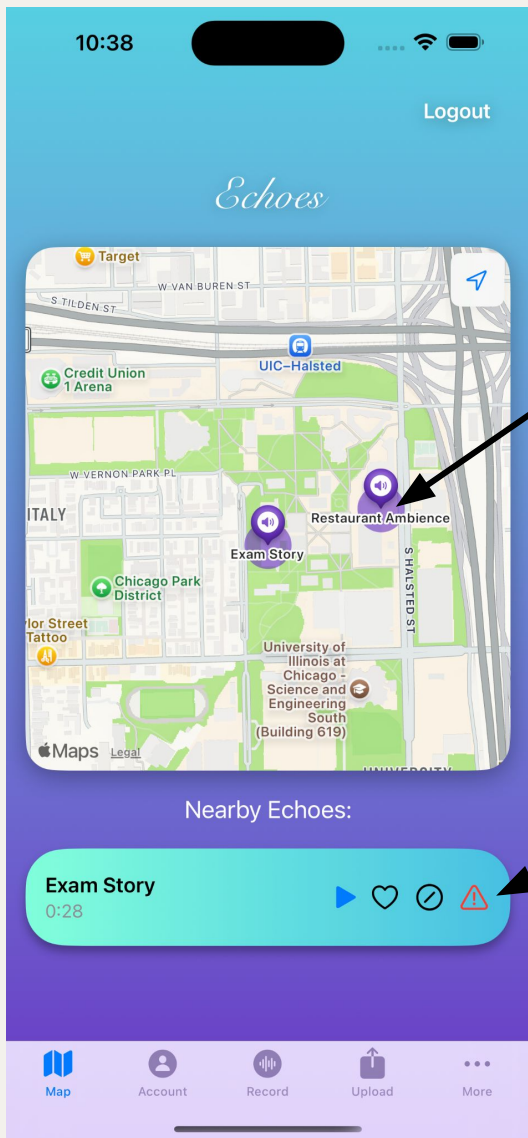 10:38
Logout
Echoes
Target
W VAN BUREN ST
S TILDEN ST
UIC–Halsted
Credit Union
1 Arena
W VERNON PARK PL
ITALY
Restaurant Ambience
Exam Story
S HALSTED ST
Chicago Park
District
lor Street
Tattoo
University of
Illinois at
Chicago -
Science and
Engineering
South
(Building 619)
Maps Legal
UNIVERSITY
Nearby Echoes:
Exam Story
0:28
Map
Account
Record
Upload
More